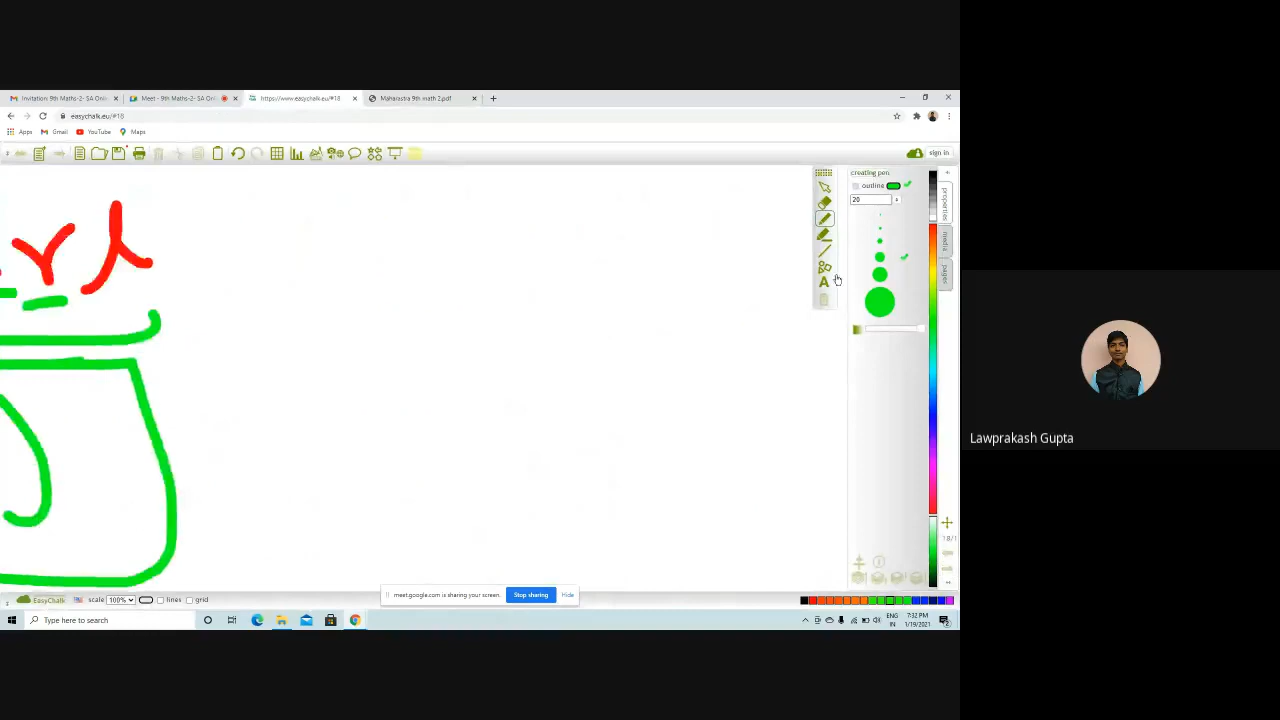 Invitation: 9th Maths-2- SA Onli
Meet - 9th Maths-2- SA Onl
https://www.easychalk.eu/#18
Maharastra 9th math 2.pdf
easychalk.eu/#18
Apps Gmail YouTube Maps
sign in
creating pen.
outline
20
properties
media
pages
A
Lawprakash Gupta
18/1
meet.google.com is sharing your screen. Stop sharing Hide
EasyChalk scale 100% lines grid
Type here to search
ENG 7:32 PM
IN 1/19/2021